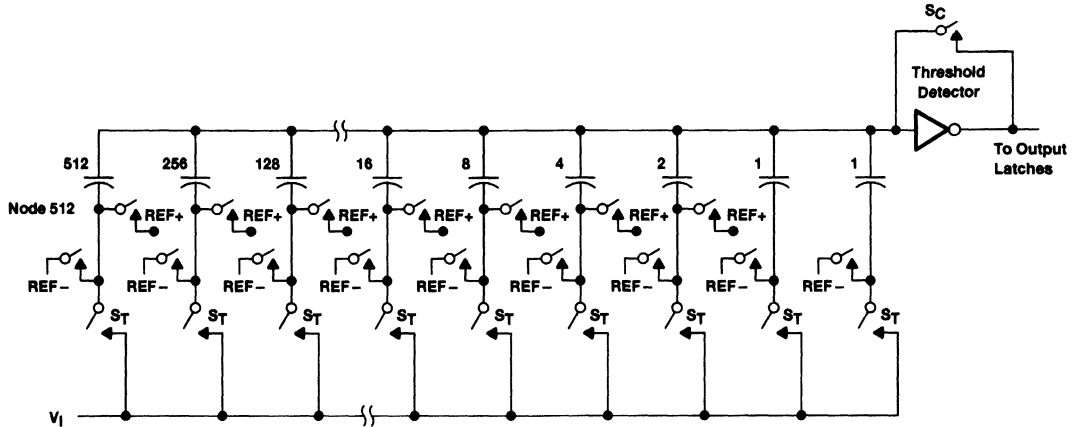 SC
Threshold
Detector
To Output
Latches
512 256 128 16 8 4 2 1 1
Node 512 REF+ REF+ REF+ REF+ REF+ REF+ REF+
REF− REF− REF− REF− REF− REF− REF− REF− REF−
ST ST ST ST ST ST ST ST ST
VI